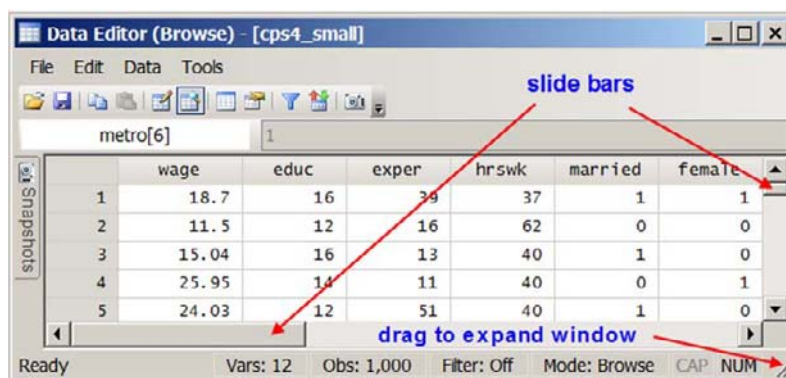 Data Editor (Browse) - [cps4_small]
File Edit Data Tools
slide bars
metro[6] 1
Snapshots
wage educ exper hrswk married female
1 18.7 16 39 37 1 1
2 11.5 12 16 62 0 0
3 15.04 16 13 40 1 0
4 25.95 14 11 40 0 1
5 24.03 12 51 40 1 0
drag to expand window
Ready Vars: 12 Obs: 1,000 Filter: Off Mode: Browse CAP NUM